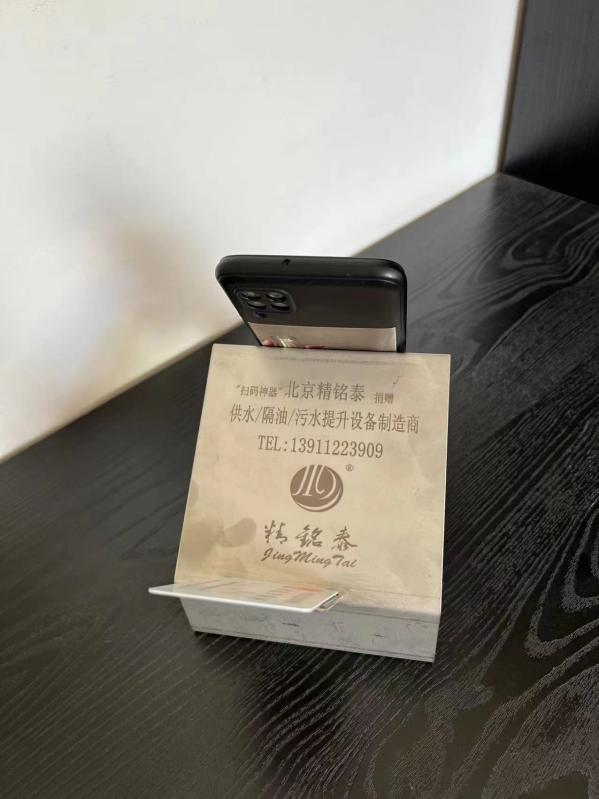 "扫码神器"北京精铭泰 捐赠
供水/隔油/污水提升设备制造商
TEL:13911223909
®
精铭泰
JingMingTai